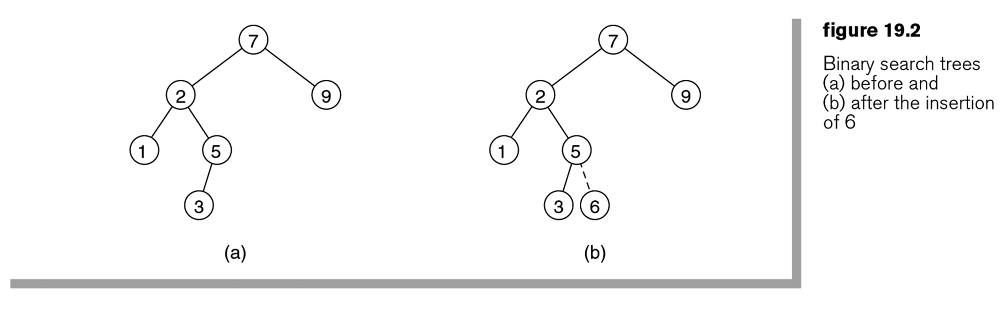 7
2
9
1
5
3
(a)
7
2
9
1
5
3
6
(b)
figure 19.2
Binary search trees
(a) before and
(b) after the insertion
of 6